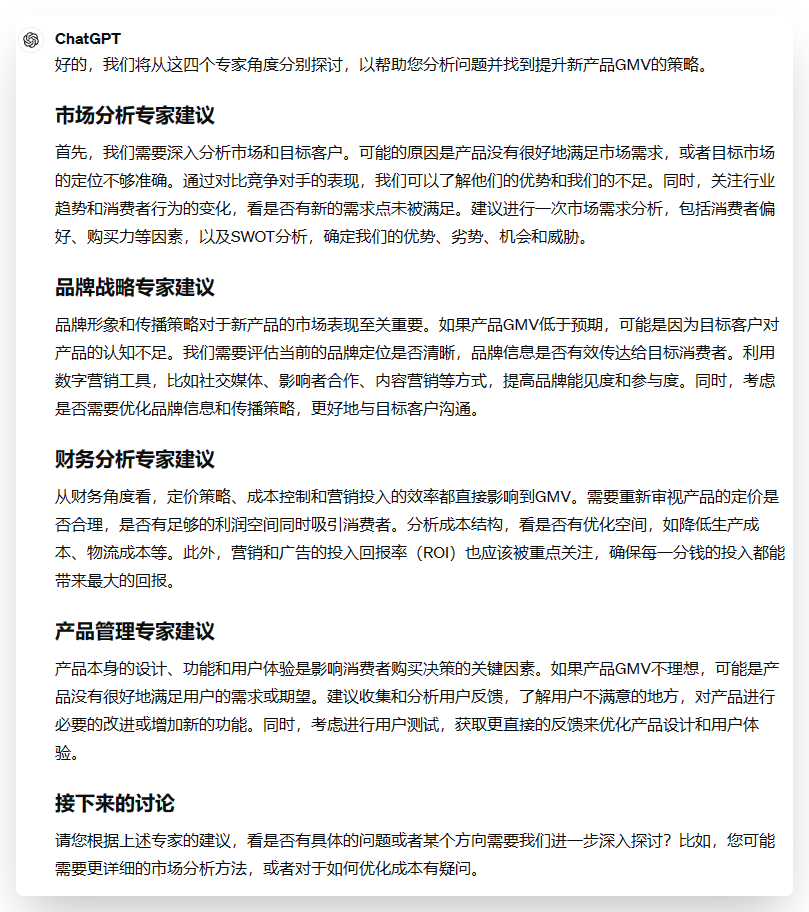 ChatGPT
好的，我们将从这四个专家角度分别探讨，以帮助您分析问题并找到提升新产品GMV的策略。
市场分析专家建议
首先，我们需要深入分析市场和目标客户。可能的原因是产品没有很好地满足市场需求，或者目标市场
的定位不够准确。通过对比竞争对手的表现，我们可以了解他们的优势和我们的不足。同时，关注行业
趋势和消费者行为的变化，看是否有新的需求点未被满足。建议进行一次市场需求分析，包括消费者偏
好、购买力等因素，以及SWOT分析，确定我们的优势、劣势、机会和威胁。
品牌战略专家建议
品牌形象和传播策略对于新产品的市场表现至关重要。如果产品GMV低于预期，可能是因为目标客户对
产品的认知不足。我们需要评估当前的品牌定位是否清晰，品牌信息是否有效传达给目标消费者。利用
数字营销工具，比如社交媒体、影响者合作、内容营销等方式，提高品牌能见度和参与度。同时，考虑
是否需要优化品牌信息和传播策略，更好地与目标客户沟通。
财务分析专家建议
从财务角度看，定价策略、成本控制和营销投入的效率都直接影响到GMV。需要重新审视产品的定价是
否合理，是否有足够的利润空间同时吸引消费者。分析成本结构，看是否有优化空间，如降低生产成
本、物流成本等。此外，营销和广告的投入回报率（ROI）也应该被重点关注，确保每一分钱的投入都能
带来最大的回报。
产品管理专家建议
产品本身的设计、功能和用户体验是影响消费者购买决策的关键因素。如果产品GMV不理想，可能是产
品没有很好地满足用户的需求或期望。建议收集和分析用户反馈，了解用户不满意的地方，对产品进行
必要的改进或增加新的功能。同时，考虑进行用户测试，获取更直接的反馈来优化产品设计和用户体
验。
接下来的讨论
请您根据上述专家的建议，看是否有具体的问题或者某个方向需要我们进一步深入探讨？比如，您可能
需要更详细的市场分析方法，或者对于如何优化成本有疑问。